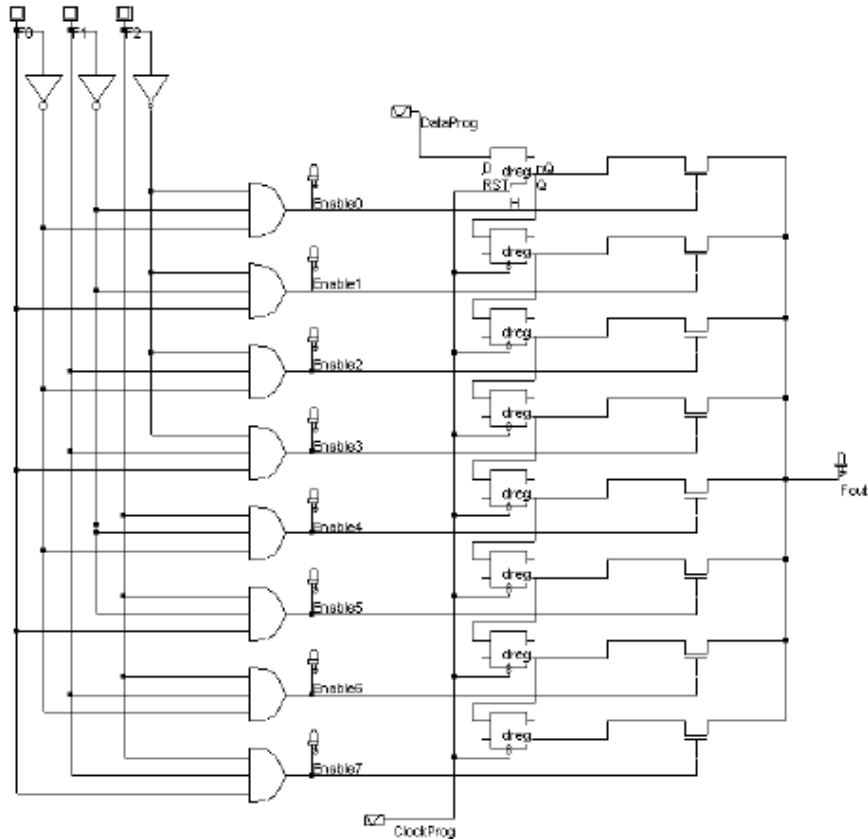 F0 F1 F2
DataProg
D dreg nQ
RST Q
Enable0 H
dreg
Enable1
dreg
Enable2
dreg
Enable3
dreg
Fout
Enable4
dreg
Enable5
dreg
Enable6
dreg
Enable7
ClockProg